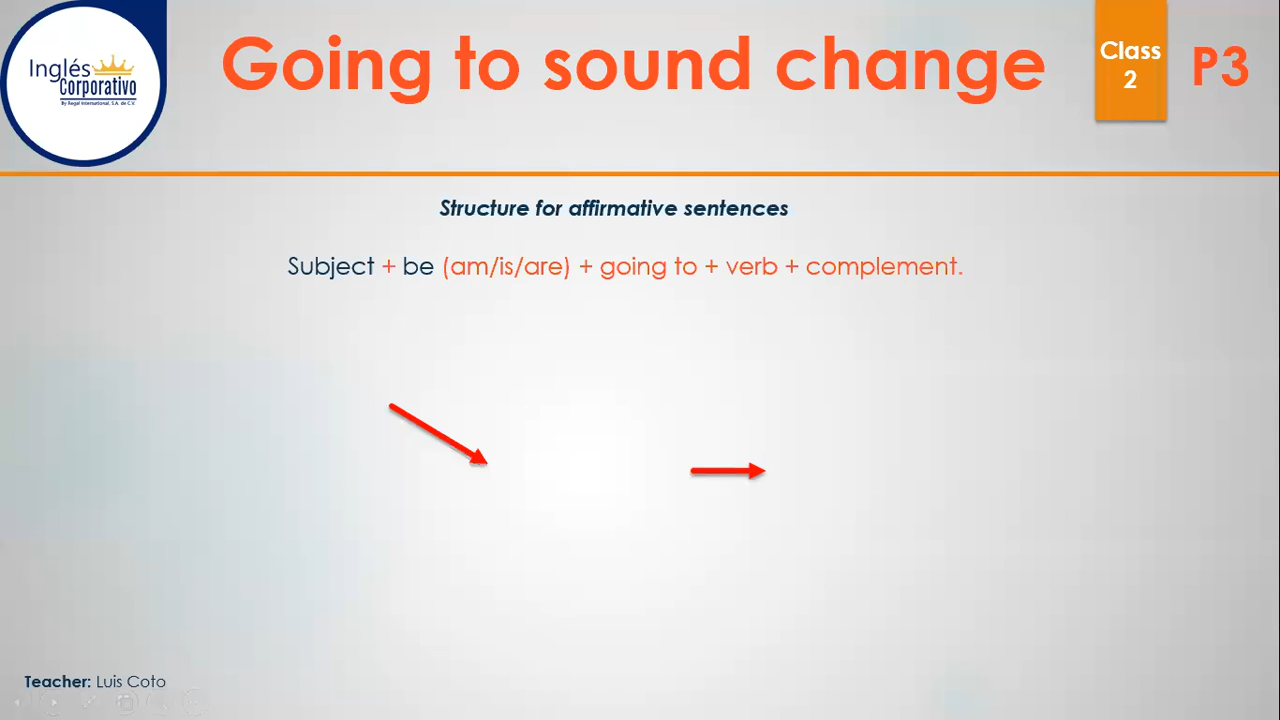 Inglés
Corporativo
By Regal International, S.A. de C.V.
Going to sound change
Class
2
P3
Structure for affirmative sentences
Subject + be (am/is/are) + going to + verb + complement.
Teacher: Luis Coto